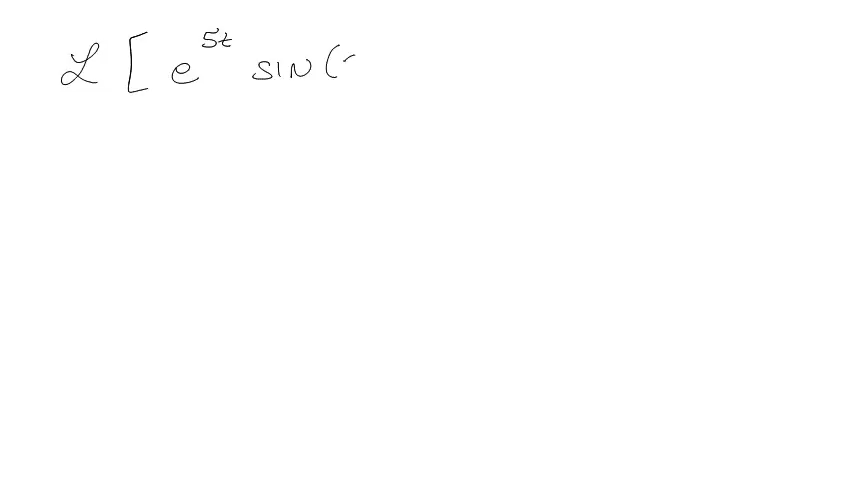 ℒ [ e^{5t} sin (